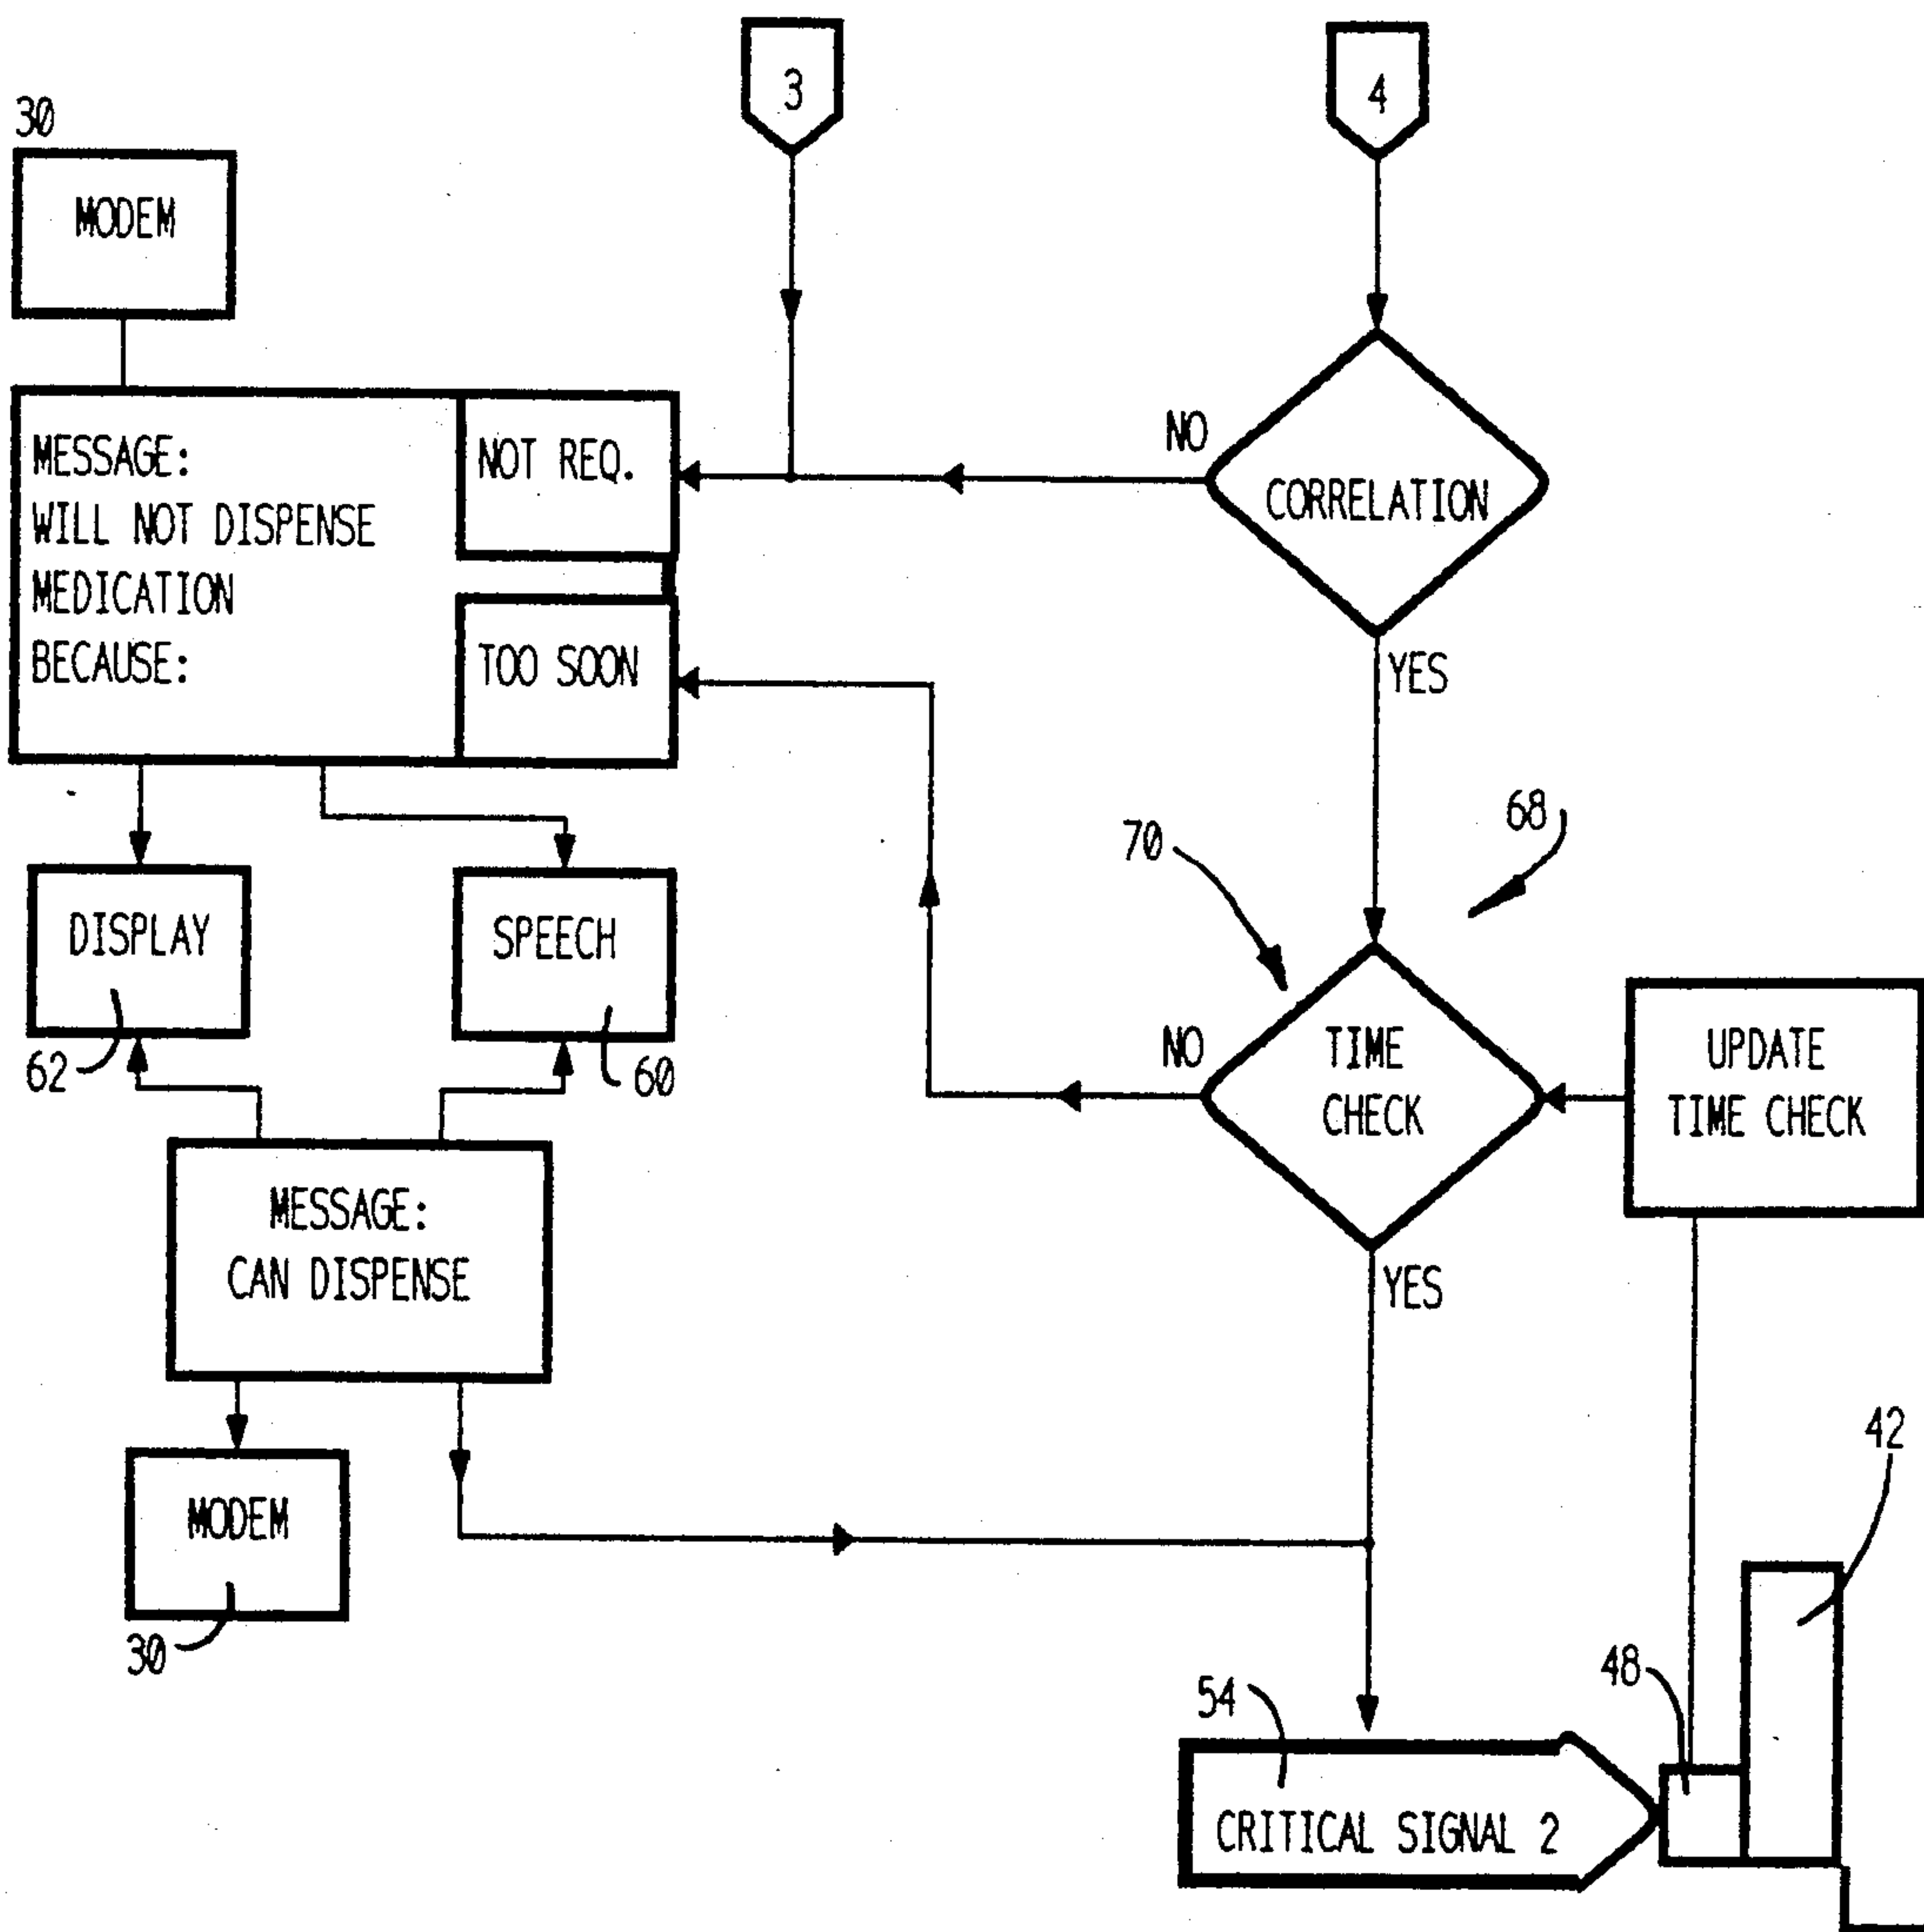 3
4
30
MODEM
MESSAGE:
WILL NOT DISPENSE
MEDICATION
BECAUSE:
NOT REQ.
TOO SOON
NO
CORRELATION
YES
68
70
DISPLAY
SPEECH
62
60
NO
TIME
CHECK
UPDATE
TIME CHECK
MESSAGE:
CAN DISPENSE
YES
42
MODEM
30
48
54
CRITICAL SIGNAL 2